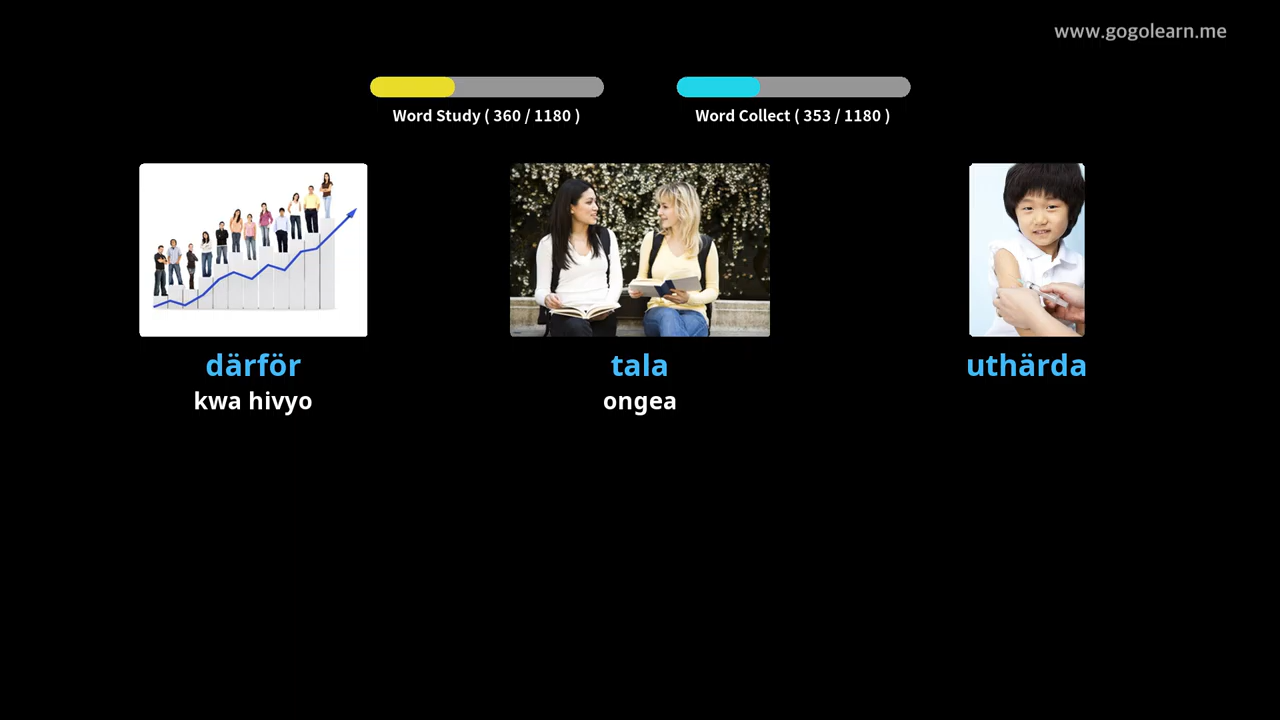 www.gogolearn.me
Word Study ( 360 / 1180 )
Word Collect ( 353 / 1180 )
därför
tala
uthärda
kwa hivyo
ongea